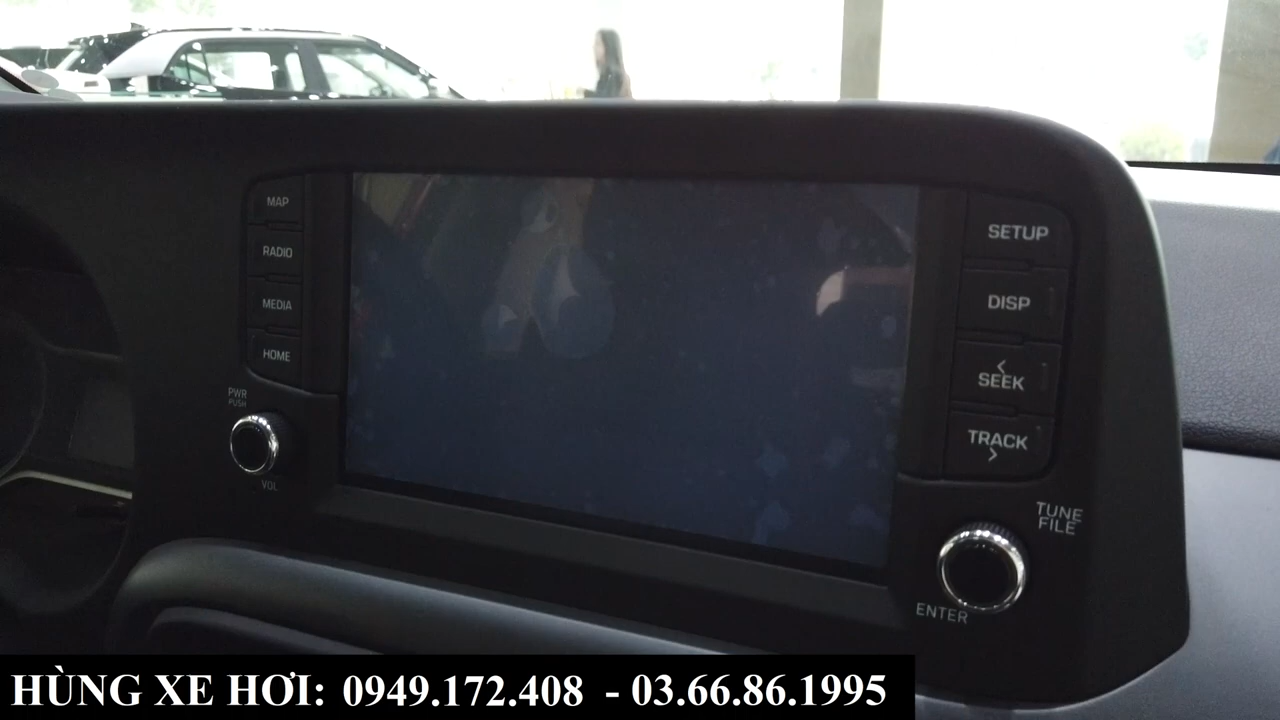 MAP
RADIO
MEDIA
HOME
PWR
PUSH
VOL
SETUP
DISP
< SEEK
TRACK >
TUNE
FILE
ENTER
HÙNG XE HƠI: 0949.172.408 - 03.66.86.1995